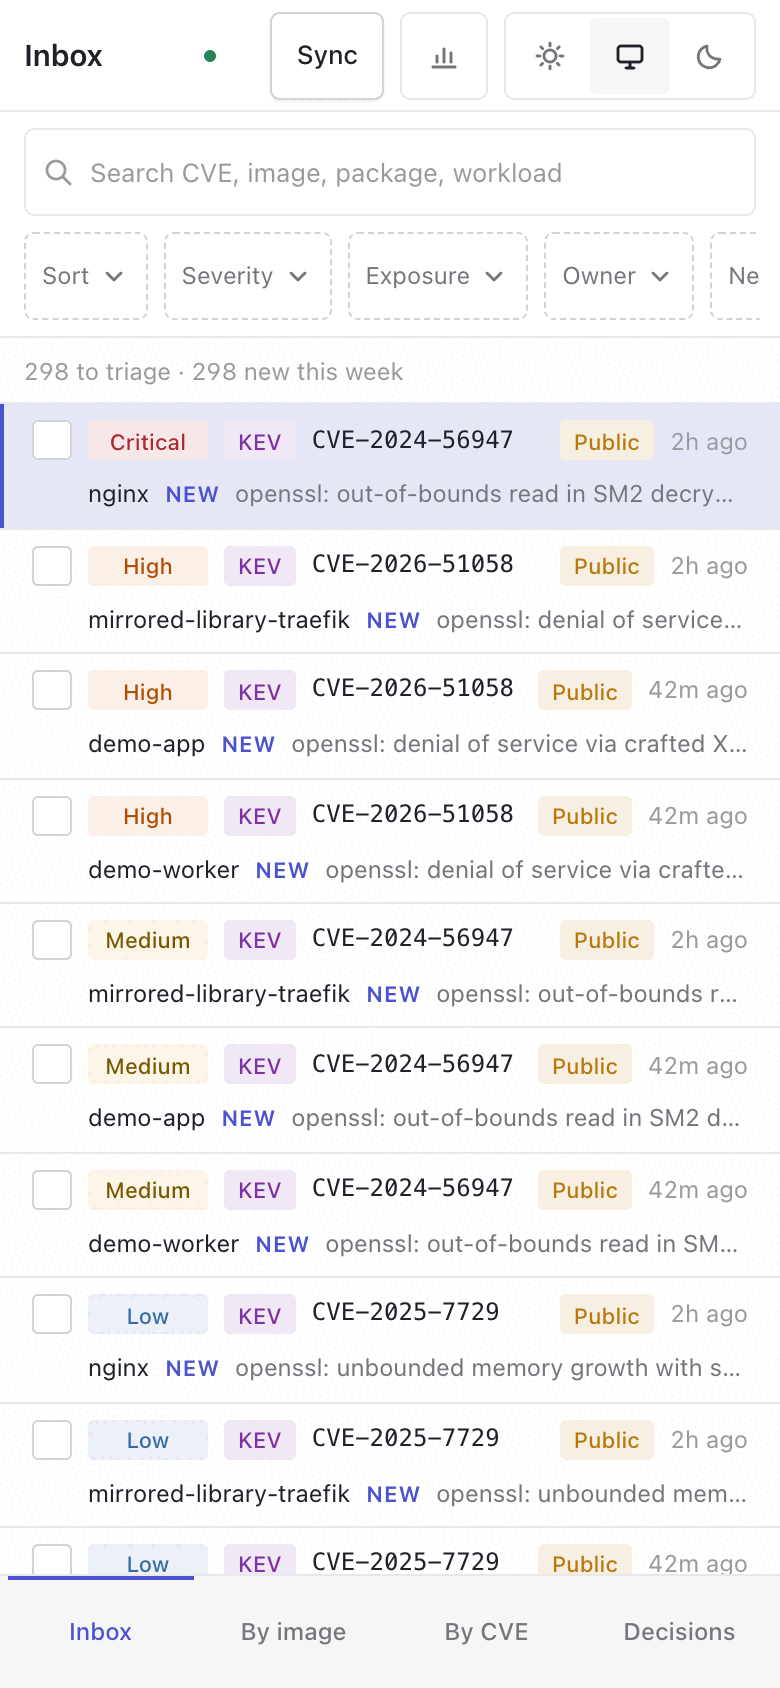 Inbox Sync
Search CVE, image, package, workload
Sort Severity Exposure Owner Ne
298 to triage · 298 new this week
Critical KEV CVE-2024-56947 Public 2h ago
nginx NEW openssl: out-of-bounds read in SM2 decry...
High KEV CVE-2026-51058 Public 2h ago
mirrored-library-traefik NEW openssl: denial of service...
High KEV CVE-2026-51058 Public 42m ago
demo-app NEW openssl: denial of service via crafted X...
High KEV CVE-2026-51058 Public 42m ago
demo-worker NEW openssl: denial of service via crafte...
Medium KEV CVE-2024-56947 Public 2h ago
mirrored-library-traefik NEW openssl: out-of-bounds r...
Medium KEV CVE-2024-56947 Public 42m ago
demo-app NEW openssl: out-of-bounds read in SM2 d...
Medium KEV CVE-2024-56947 Public 42m ago
demo-worker NEW openssl: out-of-bounds read in SM...
Low KEV CVE-2025-7729 Public 2h ago
nginx NEW openssl: unbounded memory growth with s...
Low KEV CVE-2025-7729 Public 2h ago
mirrored-library-traefik NEW openssl: unbounded mem...
Low KEV CVE-2025-7729 Public 42m ago
Inbox By image By CVE Decisions